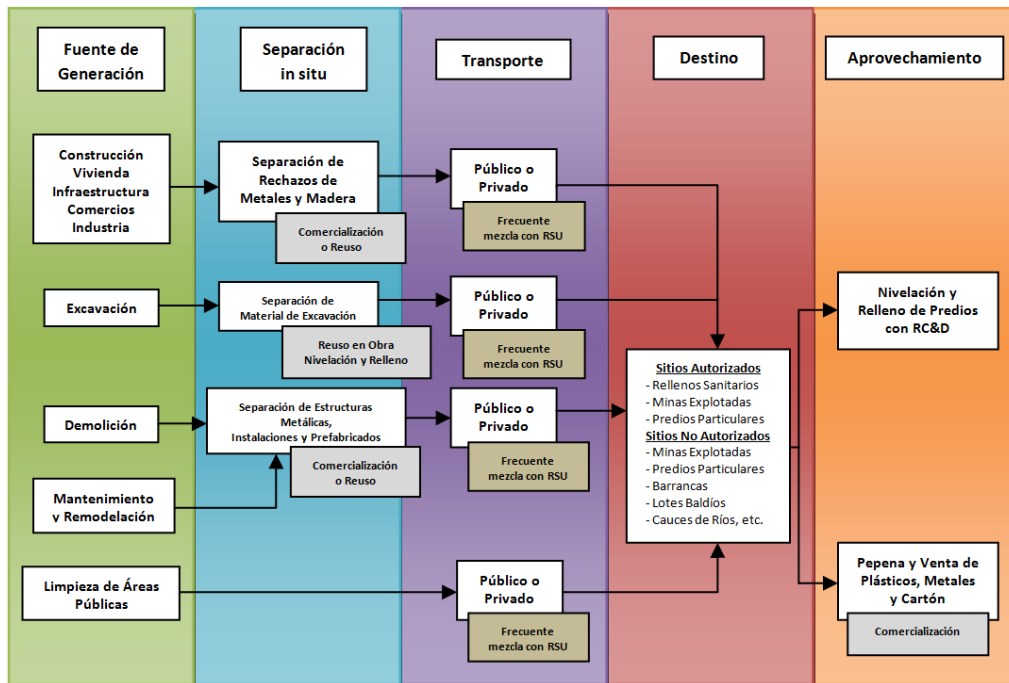 Fuente de
Generación
Separación
in situ
Transporte
Destino
Aprovechamiento
Construcción
Vivienda
Infraestructura
Comercios
Industria
Separación de
Rechazos de
Metales y Madera
Comercialización
o Reuso
Público o
Privado
Frecuente
mezcla con RSU
Excavación
Separación de
Material de Excavación
Reuso en Obra
Nivelación y Relleno
Público o
Privado
Frecuente
mezcla con RSU
Demolición
Separación de Estructuras
Metálicas,
Instalaciones y Prefabricados
Comercialización
o Reuso
Público o
Privado
Frecuente
mezcla con RSU
Mantenimiento
y Remodelación
Limpieza de Áreas
Públicas
Público o
Privado
Frecuente
mezcla con RSU
Sitios Autorizados
- Rellenos Sanitarios
- Minas Explotadas
- Predios Particulares
Sitios No Autorizados
- Minas Explotadas
- Predios Particulares
- Barrancas
- Lotes Baldíos
- Cauces de Ríos, etc.
Nivelación y
Relleno de Predios
con RC&D
Pepena y Venta de
Plásticos, Metales
y Cartón
Comercialización